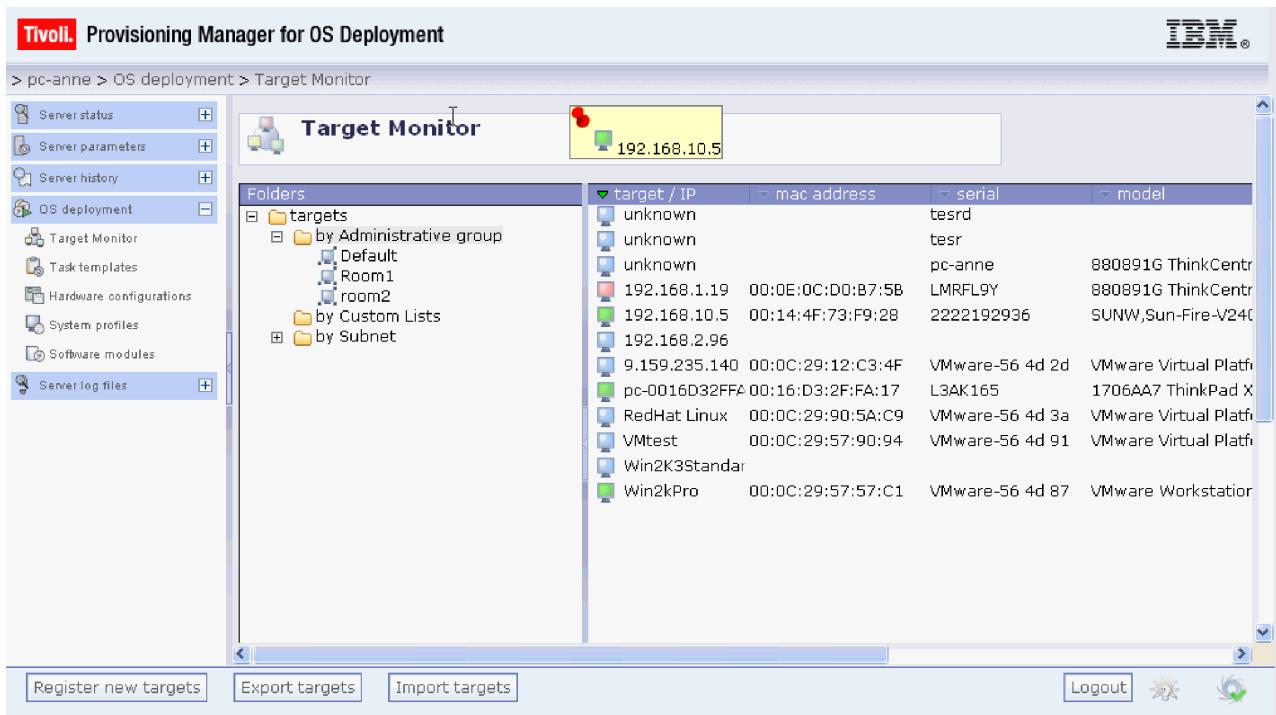 Tivoli. Provisioning Manager for OS Deployment
IBM®
> pc-anne > OS deployment > Target Monitor
Server status
Server parameters
Server history
OS deployment
Target Monitor
Task templates
Hardware configurations
System profiles
Software modules
Server log files
Target Monitor
192.168.10.5
Folders
targets
by Administrative group
Default
Room1
room2
by Custom Lists
by Subnet
target / IP mac address serial model
unknown tesrd
unknown tesr
unknown pc-anne 880891G ThinkCentr
192.168.1.19 00:0E:0C:D0:B7:5B LMRFL9Y 880891G ThinkCentr
192.168.10.5 00:14:4F:73:F9:28 2222192936 SUNW,Sun-Fire-V240
192.168.2.96
9.159.235.140 00:0C:29:12:C3:4F VMware-56 4d 2d VMware Virtual Platf
pc-0016D32FFA 00:16:D3:2F:FA:17 L3AK165 1706AA7 ThinkPad X
RedHat Linux 00:0C:29:90:5A:C9 VMware-56 4d 3a VMware Virtual Platf
VMtest 00:0C:29:57:90:94 VMware-56 4d 91 VMware Virtual Platf
Win2K3Standar
Win2kPro 00:0C:29:57:57:C1 VMware-56 4d 87 VMware Workstation
Register new targets
Export targets
Import targets
Logout